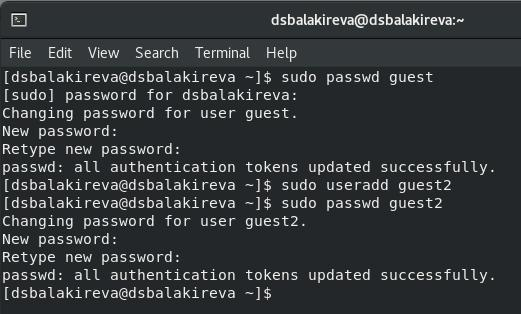 dsbalakireva@dsbalakireva:~
File Edit View Search Terminal Help
[dsbalakireva@dsbalakireva ~]$ sudo passwd guest
[sudo] password for dsbalakireva:
Changing password for user guest.
New password:
Retype new password:
passwd: all authentication tokens updated successfully.
[dsbalakireva@dsbalakireva ~]$ sudo useradd guest2
[dsbalakireva@dsbalakireva ~]$ sudo passwd guest2
Changing password for user guest2.
New password:
Retype new password:
passwd: all authentication tokens updated successfully.
[dsbalakireva@dsbalakireva ~]$